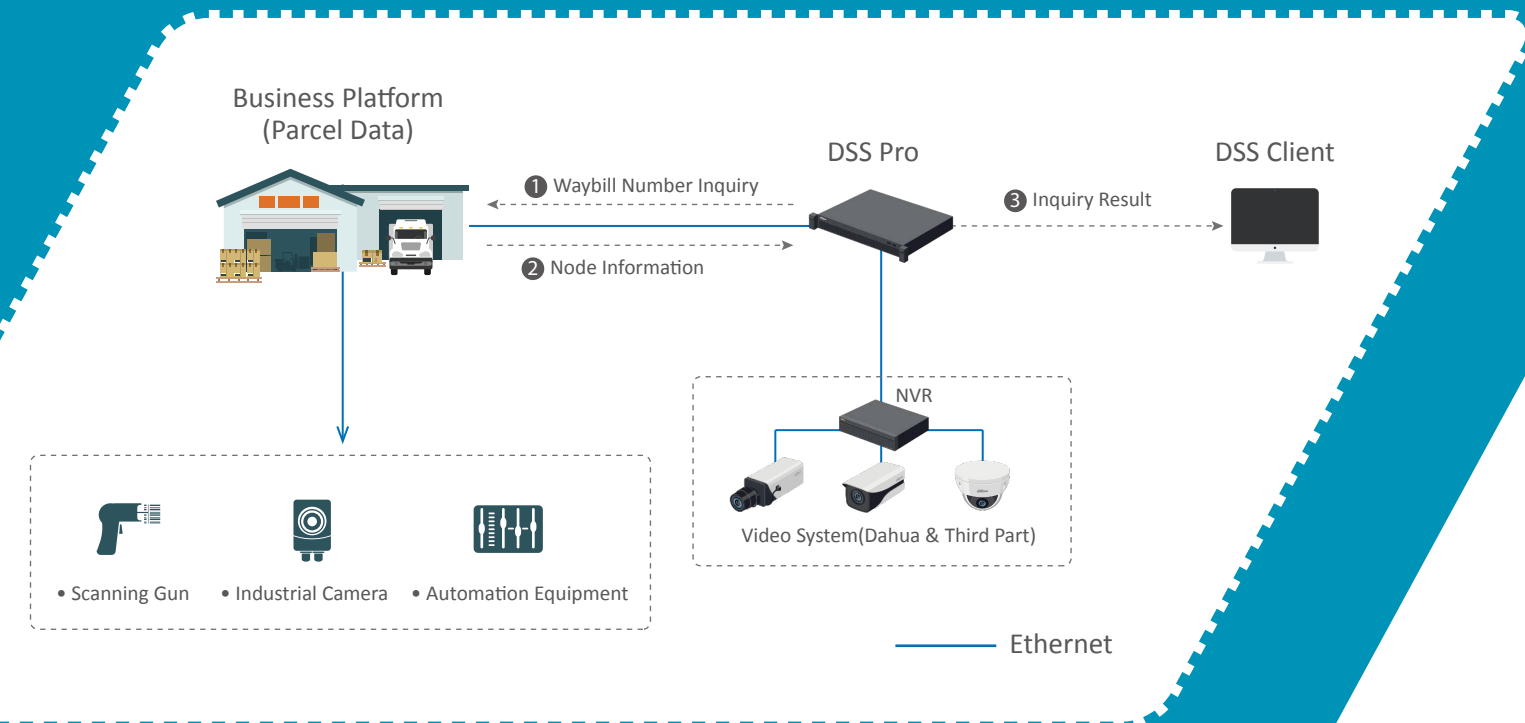 Business Platform
(Parcel Data)
DSS Pro
DSS Client
1 Waybill Number Inquiry
3 Inquiry Result
2 Node Information
NVR
Video System(Dahua & Third Part)
• Scanning Gun
• Industrial Camera
• Automation Equipment
Ethernet